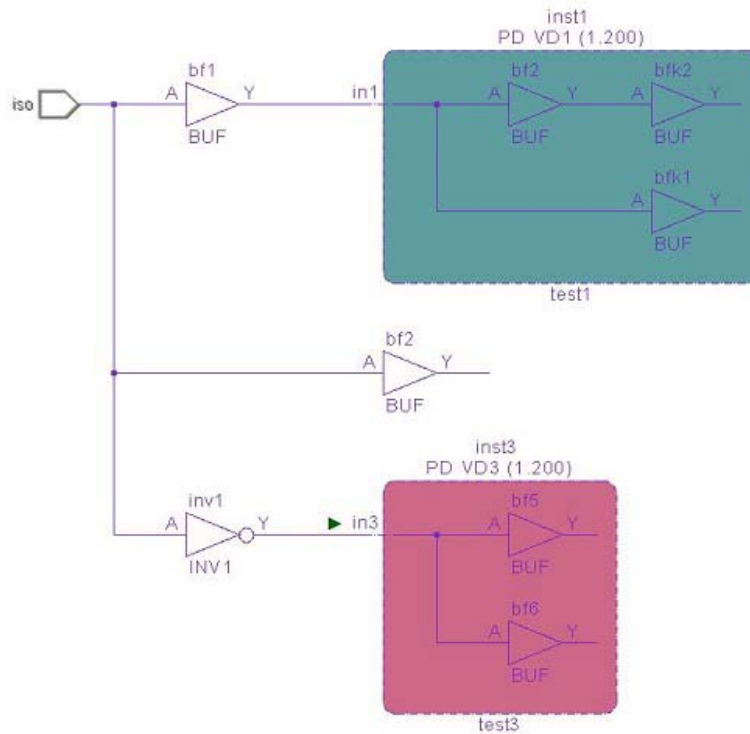 inst1
PD VD1 (1.200)
bf1
bf2
bfk2
iso
A
Y
in1
A
Y
A
Y
BUF
BUF
BUF
bfk1
A
Y
BUF
test1
bf2
A
Y
BUF
inst3
PD VD3 (1.200)
inv1
bf5
A
Y
in3
A
Y
INV1
BUF
bf6
A
Y
BUF
test3